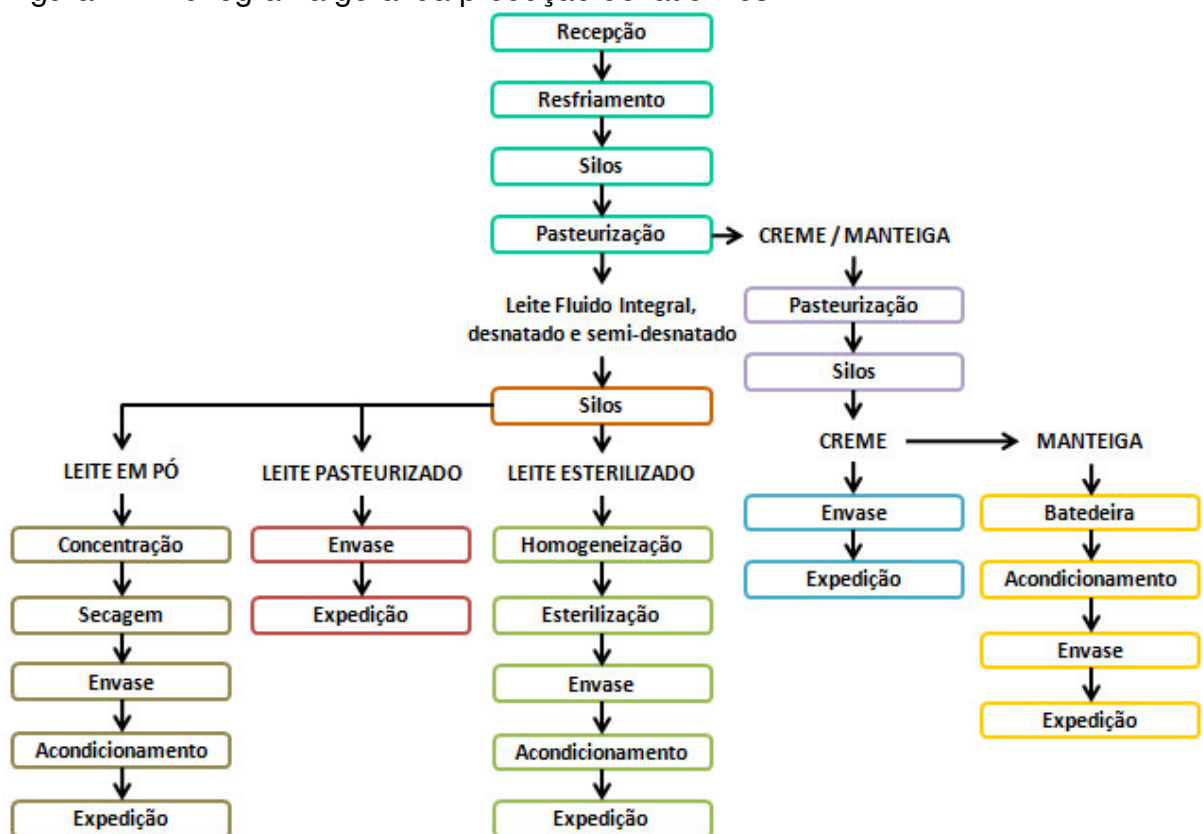 Recepção
Resfriamento
Silos
Pasteurização
CREME / MANTEIGA
Leite Fluido Integral,
desnatado e semi-desnatado
Pasteurização
Silos
Silos
CREME
MANTEIGA
LEITE EM PÓ
LEITE PASTEURIZADO
LEITE ESTERILIZADO
Concentração
Secagem
Envase
Acondicionamento
Expedição
Envase
Expedição
Homogeneização
Esterilização
Envase
Acondicionamento
Expedição
Envase
Expedição
Batedeira
Acondicionamento
Envase
Expedição